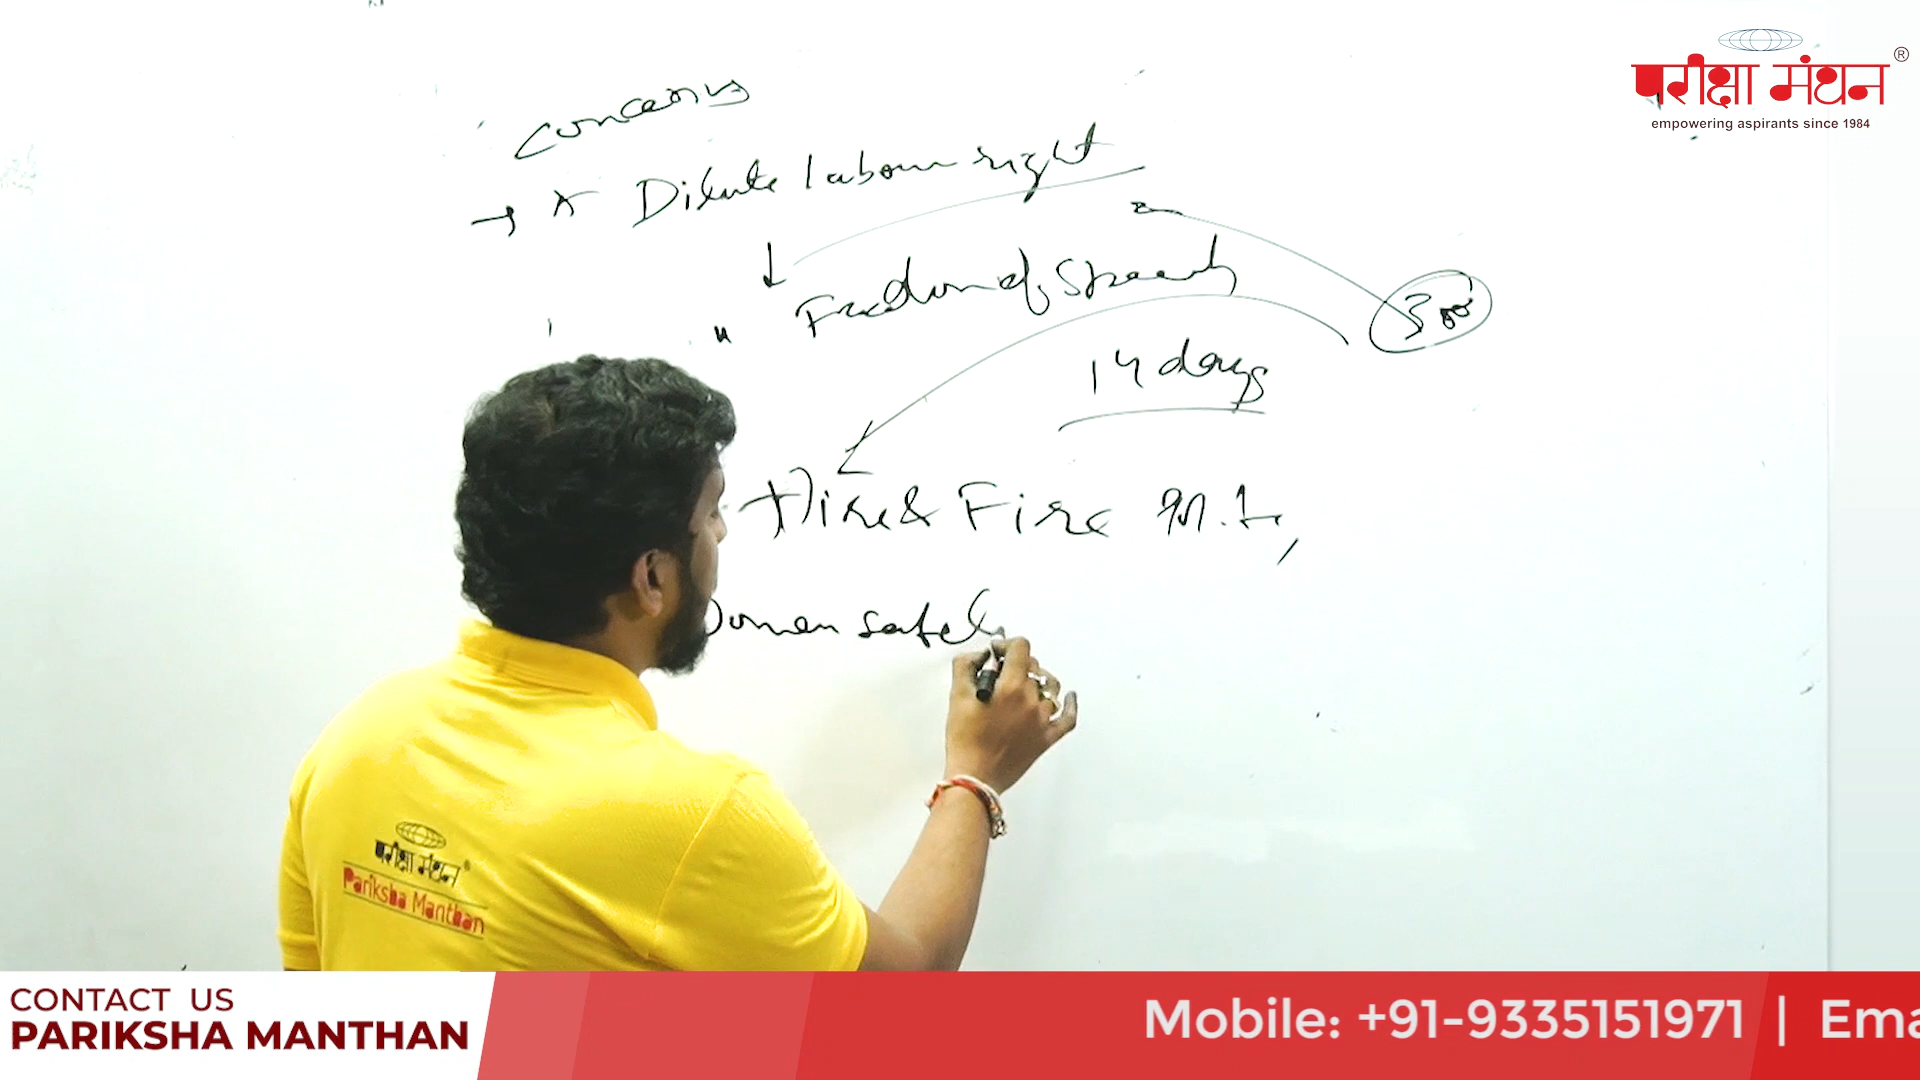 परीक्षा मंथन ®
empowering aspirants since 1984
Concerns
Dilute labour right
Freedom of Speech
300
14 days
Hire & Fire
Women safet
परीक्षा मंथन
Pariksha Manthan
CONTACT US
PARIKSHA MANTHAN
Mobile: +91-9335151971 | Ema